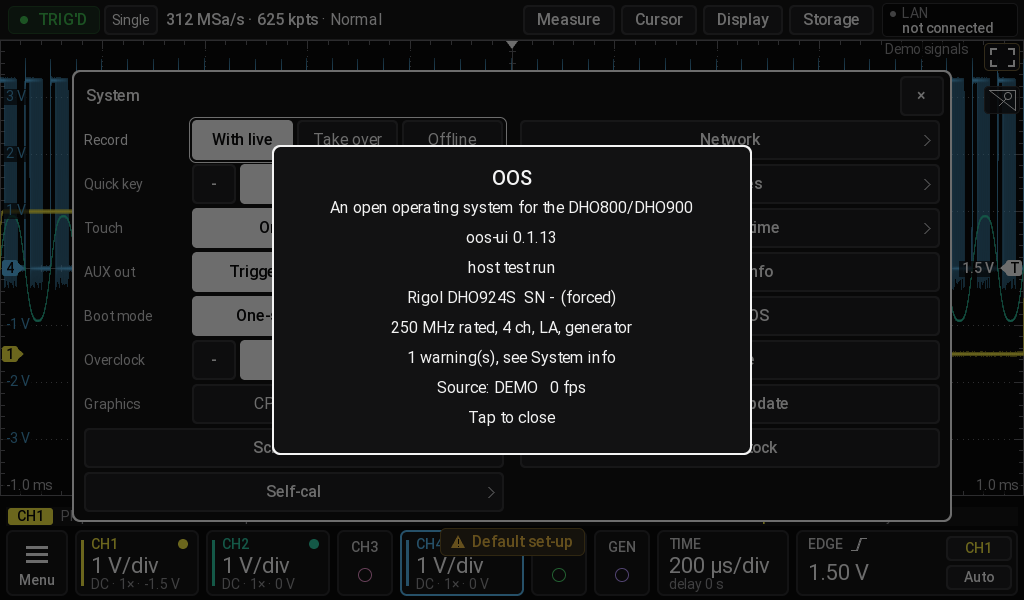 TRIG'D Single 312 MSa/s · 625 kpts · Normal Measure Cursor Display Storage LAN not connected
Demo signals
System ×
3 V
Record With live Take over Offline Network
2 V
Quick key -
1 V
Touch
4 AUX out 1.5 V T
-1 V
Boot mode
1
Overclock -
-2 V
Graphics
-3 V
Self-cal
-1.0 ms 1.0 ms
OOS
An open operating system for the DHO800/DHO900
oos-ui 0.1.13
host test run
Rigol DHO924S SN - (forced)
250 MHz rated, 4 ch, LA, generator
1 warning(s), see System info
Source: DEMO 0 fps
Tap to close
CH1
Default set-up
Menu
CH1
1 V/div
DC · 1× · -1.5 V
CH2
1 V/div
DC · 1× · 0 V
CH3
CH4
1 V/div
DC · 1× · 0 V
GEN
TIME
200 µs/div
delay 0 s
EDGE
1.50 V
CH1
Auto